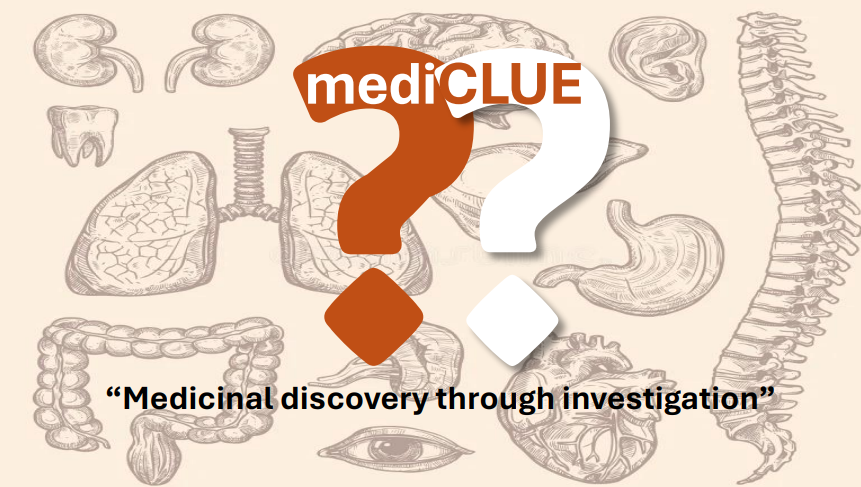 mediCLUE
“Medicinal discovery through investigation”